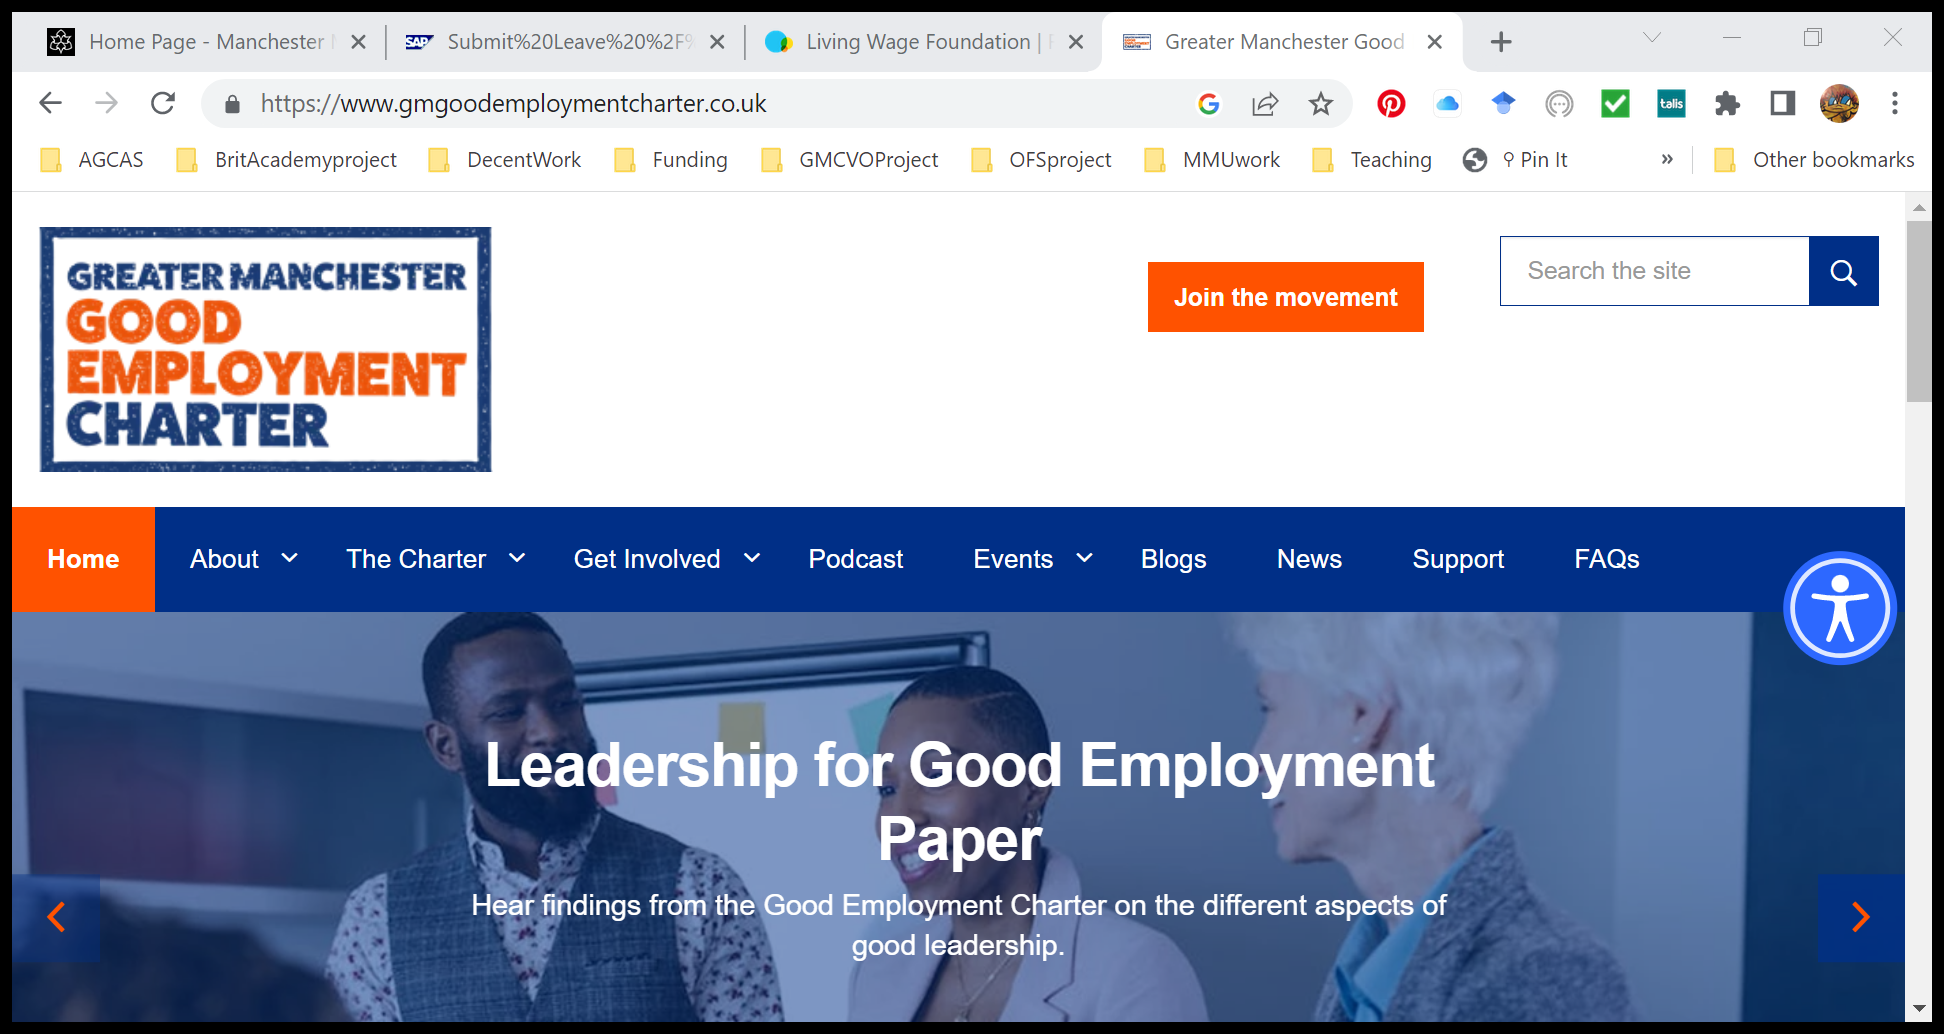 Home Page - Manchester
Submit%20Leave%20%2F%
Living Wage Foundation |
Greater Manchester Good
https://www.gmgoodemploymentcharter.co.uk
talis
AGCAS
BritAcademyproject
DecentWork
Funding
GMCVOProject
OFSproject
MMUwork
Teaching
Pin It
»
Other bookmarks
GREATER MANCHESTER
GOOD
EMPLOYMENT
CHARTER
Join the movement
Search the site
Home
About
The Charter
Get Involved
Podcast
Events
Blogs
News
Support
FAQs
Leadership for Good Employment
Paper
Hear findings from the Good Employment Charter on the different aspects of
good leadership.